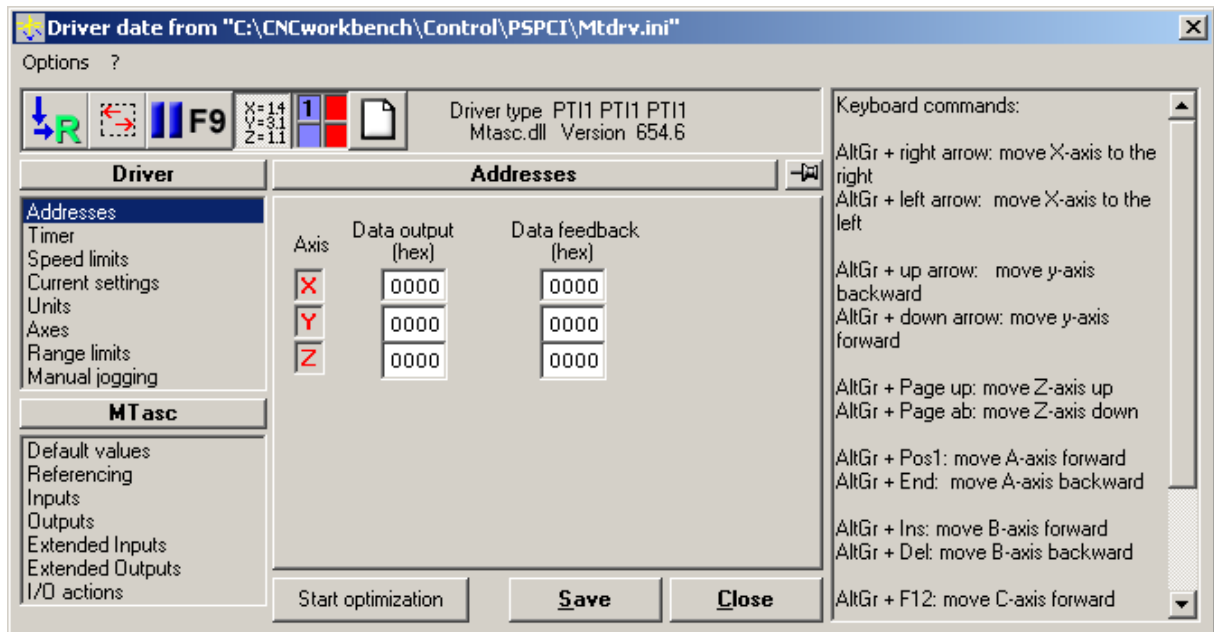 Driver date from "C:\CNCworkbench\Control\PSPCI\Mtdrv.ini"
Options ?
R
F9
X=1.4
Y=3.1
Z=1.1
1
Driver type PTI1 PTI1 PTI1
Mtasc.dll Version 654.6
Driver
Addresses
Timer
Speed limits
Current settings
Units
Axes
Range limits
Manual jogging
MTasc
Default values
Referencing
Inputs
Outputs
Extended Inputs
Extended Outputs
I/O actions
Addresses
Axis Data output (hex) Data feedback (hex)
X 0000 0000
Y 0000 0000
Z 0000 0000
Start optimization Save Close
Keyboard commands:
AltGr + right arrow: move X-axis to the
right
AltGr + left arrow: move X-axis to the
left
AltGr + up arrow: move y-axis
backward
AltGr + down arrow: move y-axis
forward
AltGr + Page up: move Z-axis up
AltGr + Page ab: move Z-axis down
AltGr + Pos1: move A-axis forward
AltGr + End: move A-axis backward
AltGr + Ins: move B-axis forward
AltGr + Del: move B-axis backward
AltGr + F12: move C-axis forward